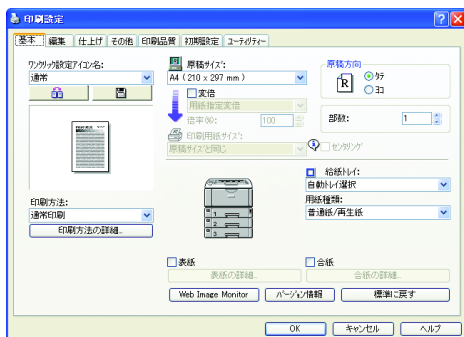 印刷設定
基本 編集 仕上げ その他 印刷品質 初期設定 ユーティリティー
ワンクリック設定アイコン名:
通常
原稿サイズ:
A4 (210 x 297 mm)
変倍
用紙指定変倍
倍率(%): 100
印刷用紙サイズ:
原稿サイズと同じ
原稿方向
R
タテ
ヨコ
部数: 1
センタリング
印刷方法:
通常印刷
印刷方法の詳細...
1
2
3
給紙トレイ:
自動トレイ選択
用紙種類:
普通紙/再生紙
表紙
表紙の詳細...
合紙
合紙の詳細...
Web Image Monitor バージョン情報 標準に戻す
OK キャンセル ヘルプ